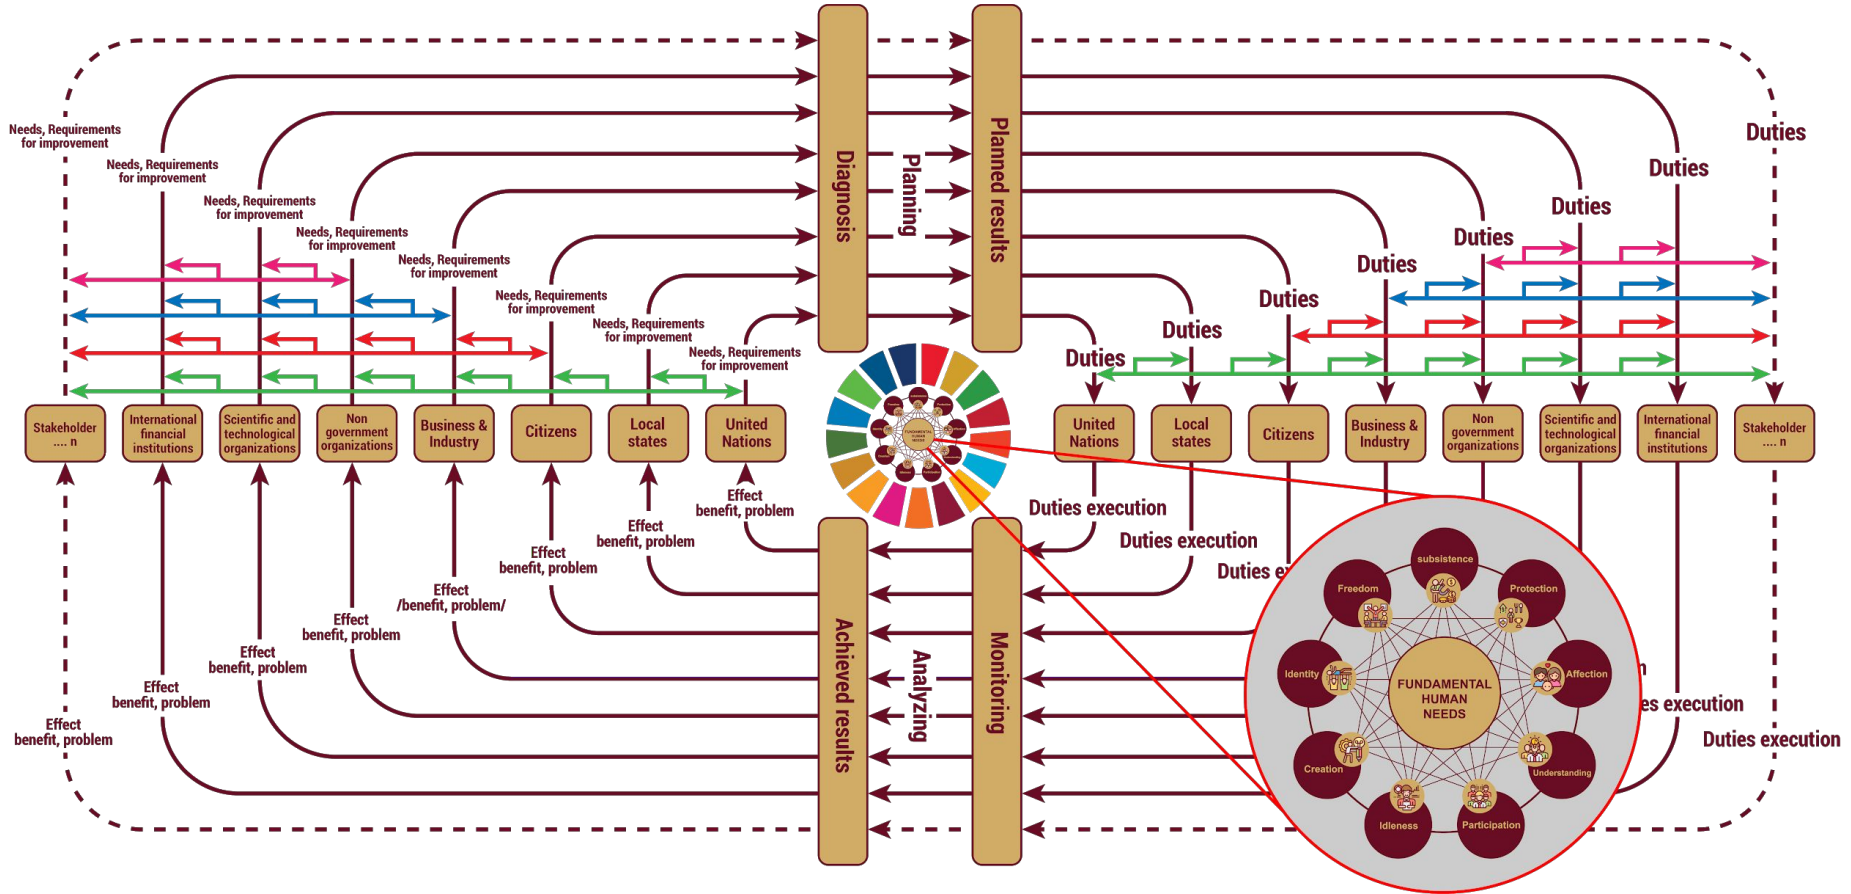 Needs, Requirements
for improvement
Needs, Requirements
for improvement
Needs, Requirements
for improvement
Needs, Requirements
for improvement
Needs, Requirements
for improvement
Needs, Requirements
for improvement
Needs, Requirements
for improvement
Needs, Requirements
for improvement
Diagnosis
Planning
Planned results
Duties
Duties
Duties
Duties
Duties
Duties
Duties
Duties
Stakeholder
.... n
International
financial
institutions
Scientific and
technological
organizations
Non
government
organizations
Business &
Industry
Citizens
Local
states
United
Nations
FUNDAMENTAL
HUMAN
NEEDS
United
Nations
Local
states
Citizens
Business &
Industry
Non
government
organizations
Scientific and
technological
organizations
International
financial
institutions
Stakeholder
.... n
Effect
benefit, problem
Effect
benefit, problem
Effect
benefit, problem
Effect
/benefit, problem/
Effect
benefit, problem
Effect
benefit, problem
Effect
benefit, problem
Effect
benefit, problem
Achieved results
Analyzing
Monitoring
Duties execution
Duties execution
Duties e
n
es execution
Duties execution
subsistence
Protection
Affection
Understanding
Participation
Idleness
Creation
Identity
Freedom
FUNDAMENTAL
HUMAN
NEEDS